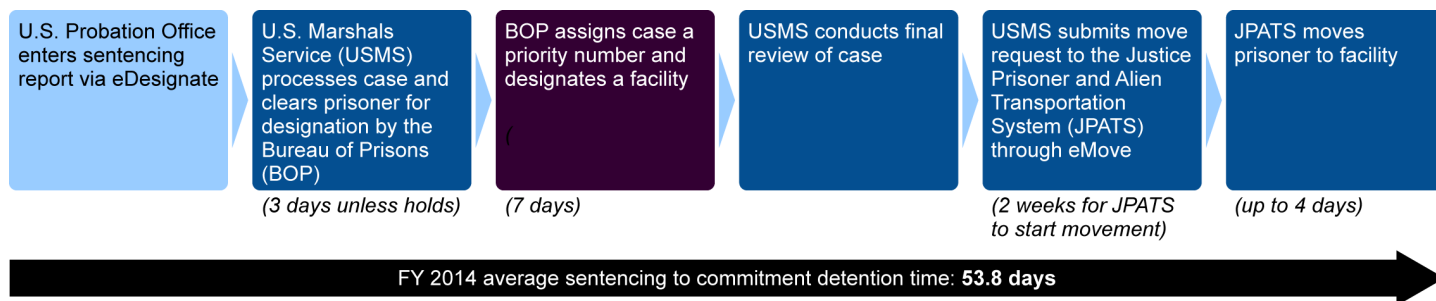 U.S. Probation Office
enters sentencing
report via eDesignate
U.S. Marshals
Service (USMS)
processes case and
clears prisoner for
designation by the
Bureau of Prisons
(BOP)
(3 days unless holds)
BOP assigns case a
priority number and
designates a facility
(
(7 days)
USMS conducts final
review of case
USMS submits move
request to the Justice
Prisoner and Alien
Transportation
System (JPATS)
through eMove
(2 weeks for JPATS
to start movement)
JPATS moves
prisoner to facility
(up to 4 days)
FY 2014 average sentencing to commitment detention time: 53.8 days